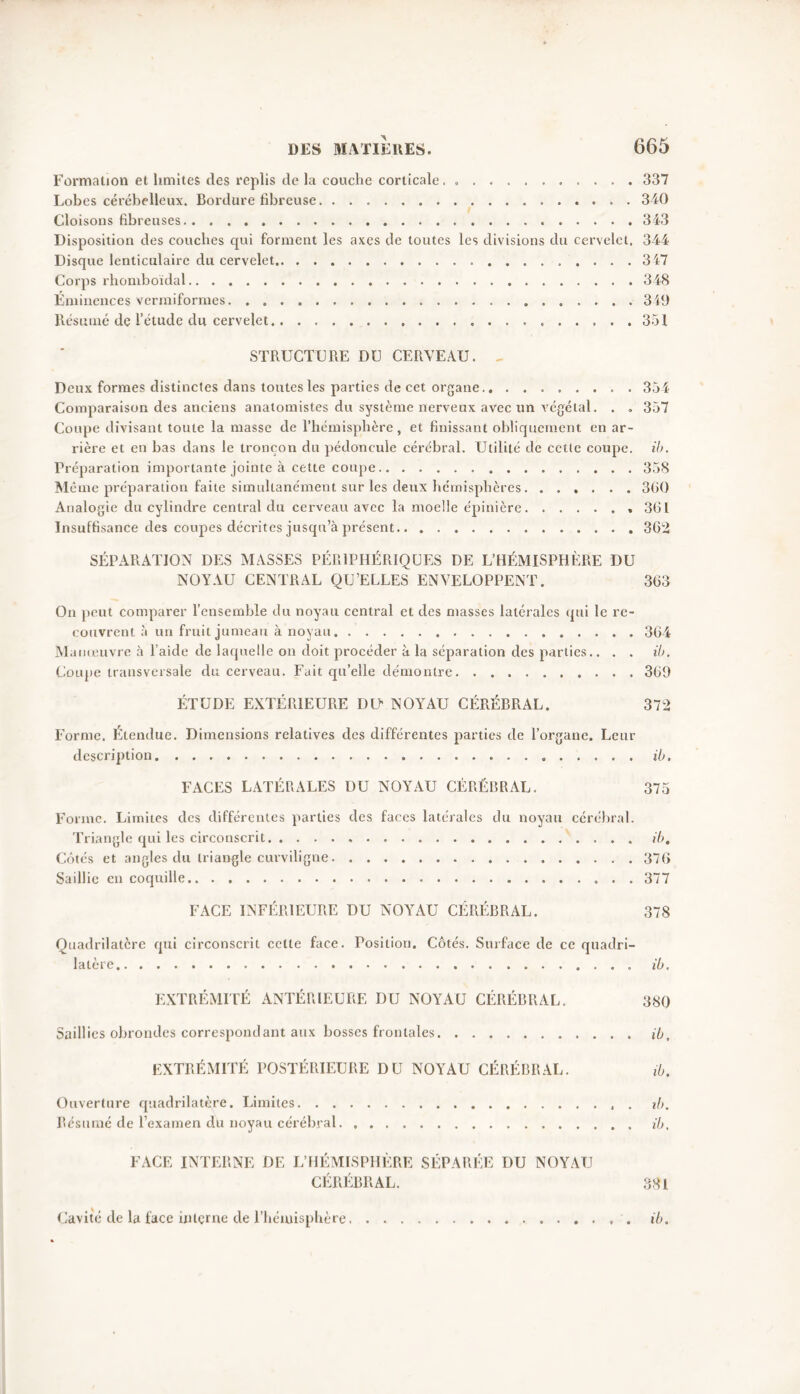 DES MATIÈRES. 665
Formation et limites des replis de la couche corticale. . . . . . . . . . . . 337
Lobes cérébelleux. Bordure fibreuse. . . . . . . . . . . . . . . . . . . 340
Cloisons fibreuses. . . . . . . . . . . . . . . . . . . . . . . . . . . 343
Disposition des couches qui forment les axes de toutes les divisions du cervelet. 344
Disque lenticulaire du cervelet. . . . . . . . . . . . . . . . . . . . . . 347
Corps rhomboïdal. . . . . . . . . . . . . . . . . . . . . . . . . . . 348
Éminences vermiformes. . . . . . . . . . . . . . . . . . . . . . . . . 349
Résumé de l'étude du cervelet. . . . . . . . . . . . . . . . . . . . . . 351
STRUCTURE DU CERVEAU.
Deux formes distinctes dans toutes les parties de cet organe. . . . . . . . . . 354
Comparaison des anciens anatomistes du système nerveux avec un végétal. . . 357
Coupe divisant toute la masse de l'hémisphère, et finissant obliquement en ar-
rière et en bas dans le tronçon du pédoncule cérébral. Utilité de cette coupe. ib.
Préparation importante jointe à cette coupe. . . . . . . . . . . . . . . . 358
Même préparation faite simultanément sur les deux hémisphères. . . . . . . 360
Analogie du cylindre central du cerveau avec la moelle épinière. . . . . . . 361
Insuffisance des coupes décrites jusqu'à présent. . . . . . . . . . . . . . . 362
SÉPARATION DES MASSES PÉRIPHÉRIQUES DE L'HÉMISPHÈRE DU
NOYAU CENTRAL QU'ELLES ENVELOPPENT. 363
On peut comparer l'ensemble du noyau central et des masses latérales qui le re-
couvrent à un fruit jumeau à noyau. . . . . . . . . . . . . . . . . . . 364
Manœuvre à l'aide de laquelle on doit procéder à la séparation des parties. . . . ib.
Coupe transversale du cerveau. Fait qu'elle démontre. . . . . . . . . . . . 369
ÉTUDE EXTÉRIEURE DU NOYAU CÉRÉBRAL. 372
Forme. Étendue. Dimensions relatives des différentes parties de l'organe. Leur
description. . . . . . . . . . . . . . . . . . . . . . . . . . . . . ib.
FACES LATÉRALES DU NOYAU CÉRÉBRAL. 375
Forme. Limites des différentes parties des faces latérales du noyau cérébral.
Triangle qui les circonscrit. . . . . . . . . . . . . . . . . . . . . . . ib.
Côtés et angles du triangle curviligne. . . . . . . . . . . . . . . . . . . 376
Saillie en coquille. . . . . . . . . . . . . . . . . . . . . . . . . . . 377
FACE INFÉRIEURE DU NOYAU CÉRÉBRAL. 378
Quadrilatère qui circonscrit cette face. Position. Côtés. Surface de ce quadri-
latère. . . . . . . . . . . . . . . . . . . . . . . . . . . . . . . ib.
EXTRÉMITÉ ANTÉRIEURE DU NOYAU CÉRÉBRAL. 380
Saillies obrondes correspondant aux bosses frontales. . . . . . . . . . . . . ib.
EXTRÉMITÉ POSTÉRIEURE DU NOYAU CÉRÉBRAL. ib.
Ouverture quadrilatère. Limites. . . . . . . . . . . . . . . . . . . . . ib.
Résumé de l'examen du noyau cérébral. . . . . . . . . . . . . . . . . . . ib.
FACE INTERNE DE L'HÉMISPHÈRE SÉPARÉE DU NOYAU
CÉRÉBRAL. 381
Cavité de la face interne de l'hémisphère. . . . . . . . . . . . . . . . . . ib.